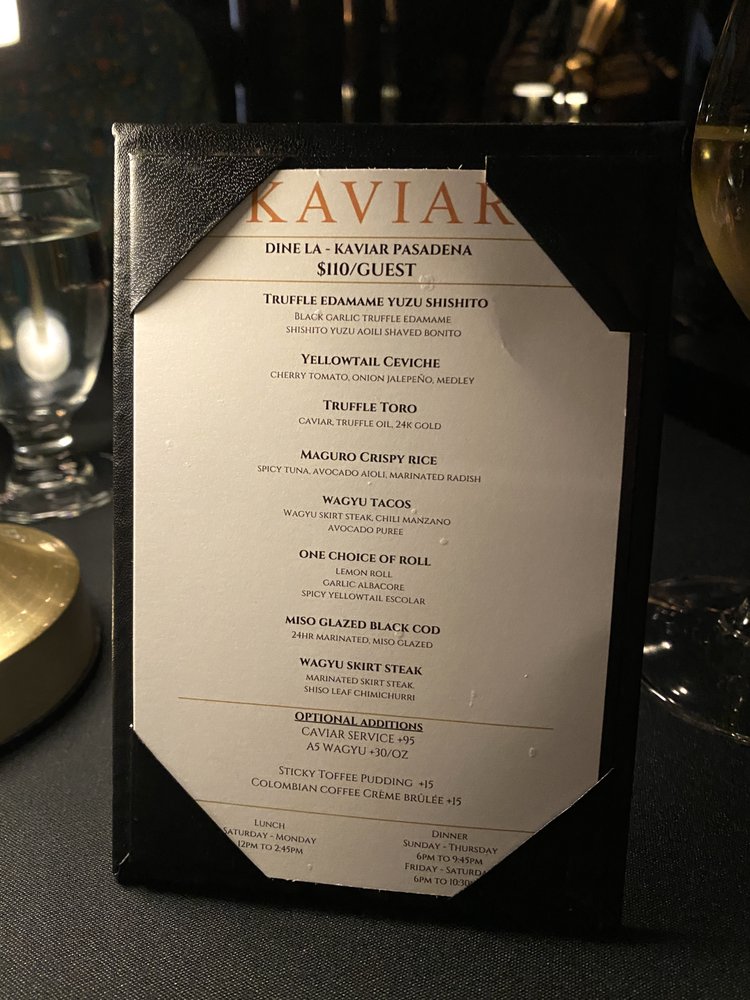 KAVIAR
DINE LA - KAVIAR PASADENA
$110/GUEST
TRUFFLE EDAMAME YUZU SHISHITO
BLACK GARLIC TRUFFLE EDAMAME
SHISHITO YUZU AOILI SHAVED BONITO
YELLOWTAIL CEVICHE
CHERRY TOMATO, ONION JALEPEÑO, MEDLEY
TRUFFLE TORO
CAVIAR, TRUFFLE OIL, 24K GOLD
MAGURO CRISPY RICE
SPICY TUNA, AVOCADO AIOLI, MARINATED RADISH
WAGYU TACOS
WAGYU SKIRT STEAK, CHILI MANZANO
AVOCADO PUREE
ONE CHOICE OF ROLL
LEMON ROLL
GARLIC ALBACORE
SPICY YELLOWTAIL ESCOLAR
MISO GLAZED BLACK COD
24HR MARINATED, MISO GLAZED
WAGYU SKIRT STEAK
MARINATED SKIRT STEAK,
SHISO LEAF CHIMICHURRI
OPTIONAL ADDITIONS
CAVIAR SERVICE +95
A5 WAGYU +30/OZ
STICKY TOFFEE PUDDING +15
COLOMBIAN COFFEE CRÈME BRÛLÉE +15
LUNCH
SATURDAY - MONDAY
12PM TO 2:45PM
DINNER
SUNDAY - THURSDAY
6PM TO 9:45PM
FRIDAY - SATURDA
6PM TO 10:30